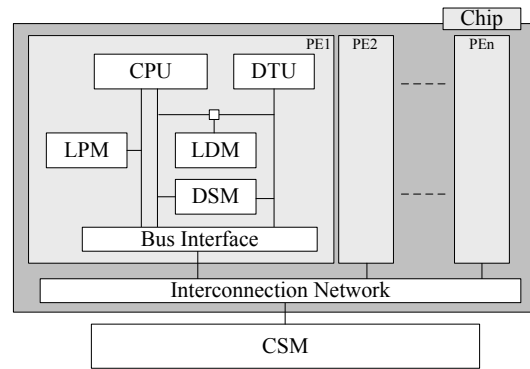 Chip
PE1
PE2
PEn
CPU
DTU
LPM
LDM
DSM
Bus Interface
Interconnection Network
CSM